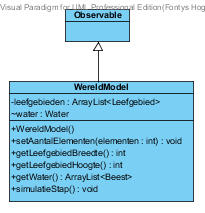 Visual Paradigm for UML Professional Edition(Fontys Hog
Observable
WereldModel
-leefgebieden : ArrayList<Leefgebied>
~water : Water
+WereldModel()
+setAantalElementen(elementen : int) : void
+getLeefgebiedBreedte() : int
+getLeefgebiedHoogte() : int
+getWater() : ArrayList<Beest>
+simulatieStap() : void